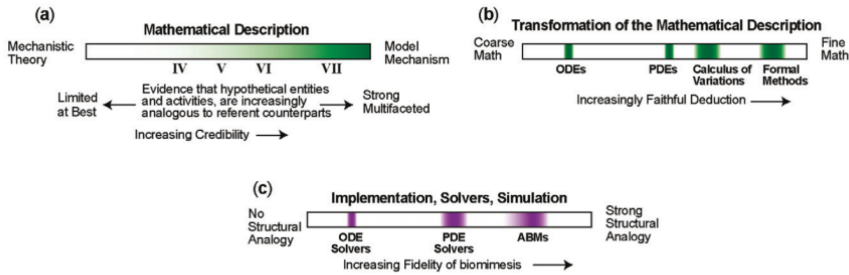 (a)
Mathematical Description
Mechanistic
Theory
Model
Mechanism
IV V VI VII
Limited
at Best
Evidence that hypothetical entities
and activities, are increasingly
analogous to referent counterparts
Strong
Multifaceted
Increasing Credibility
(b)
Transformation of the Mathematical Description
Coarse
Math
Fine
Math
ODEs
PDEs
Calculus of
Variations
Formal
Methods
Increasingly Faithful Deduction
(c)
Implementation, Solvers, Simulation
No
Structural
Analogy
Strong
Structural
Analogy
ODE
Solvers
PDE
Solvers
ABMs
Increasing Fidelity of biomimesis